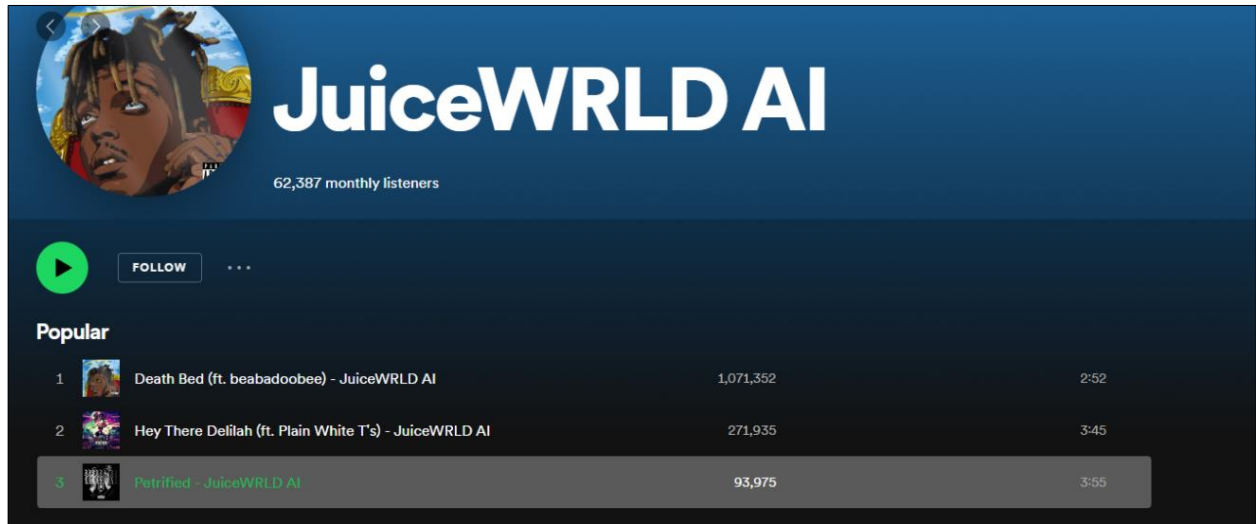 JuiceWRLD AI
62,387 monthly listeners
FOLLOW
Popular
1 Death Bed (ft. beabadoobee) - JuiceWRLD AI 1,071,352 2:52
2 Hey There Delilah (ft. Plain White T's) - JuiceWRLD AI 271,935 3:45
3 Petrified - JuiceWRLD AI 93,975 3:55